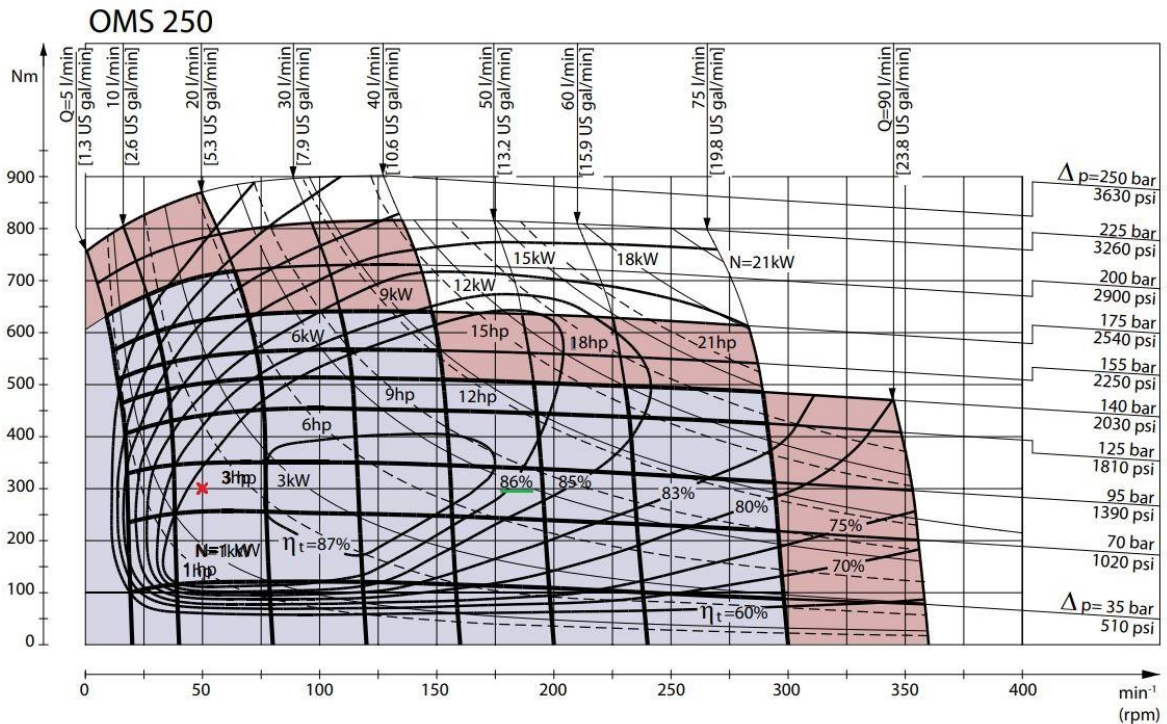 OMS 250
Nm
Q=5 l/min
[1.3 US gal/min]
10 l/min
[2.6 US gal/min]
20 l/min
[5.3 US gal/min]
30 l/min
[7.9 US gal/min]
40 l/min
[10.6 US gal/min]
50 l/min
[13.2 US gal/min]
60 l/min
[15.9 US gal/min]
75 l/min
[19.8 US gal/min]
Q=90 l/min
[23.8 US gal/min]
900
800
700
600
500
400
300
200
100
0
Δ p=250 bar
3630 psi
225 bar
3260 psi
200 bar
2900 psi
175 bar
2540 psi
155 bar
2250 psi
140 bar
2030 psi
125 bar
1810 psi
95 bar
1390 psi
70 bar
1020 psi
Δ p= 35 bar
510 psi
15kW
18kW
N=21kW
12kW
9kW
15hp
18hp
21hp
6kW
9hp
12hp
6hp
3hp
3kW
86%
85%
83%
80%
75%
70%
N=1kW
1hp
ηt=87%
ηt=60%
0
50
100
150
200
250
300
350
400
min-1
(rpm)